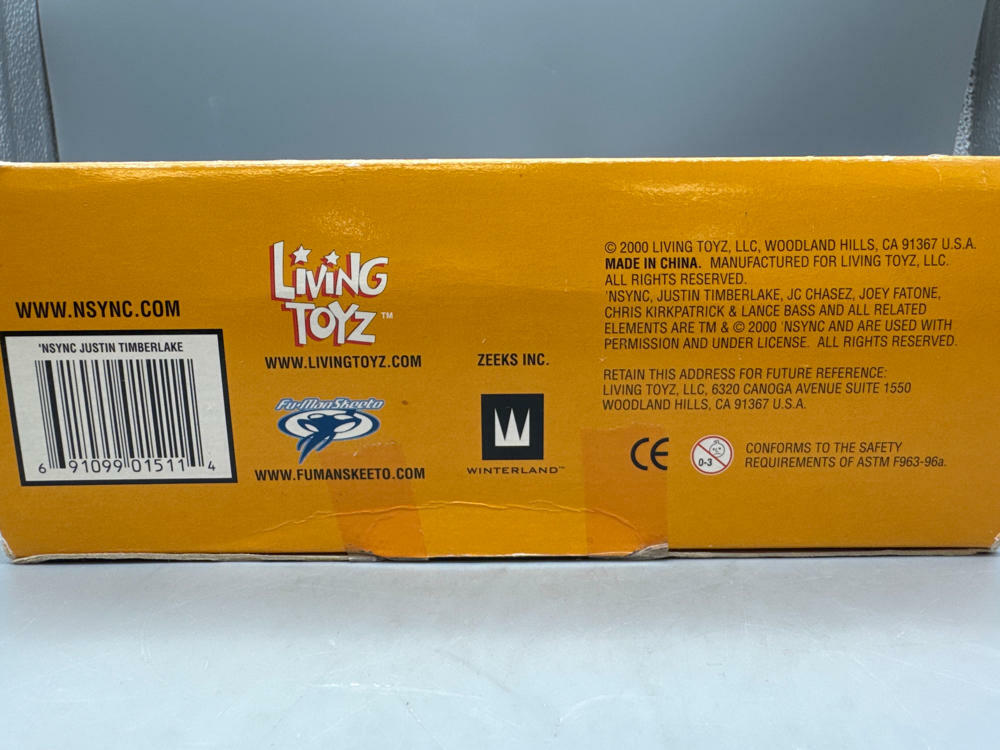 WWW.NSYNC.COM
'NSYNC JUSTIN TIMBERLAKE
6 91099 01511 4
LiViNG
TOYZ™
WWW.LIVINGTOYZ.COM
Fu-ManSkeeto
WWW.FUMANSKEETO.COM
ZEEKS INC.
WINTERLAND™
© 2000 LIVING TOYZ, LLC, WOODLAND HILLS, CA 91367 U.S.A.
MADE IN CHINA. MANUFACTURED FOR LIVING TOYZ, LLC.
ALL RIGHTS RESERVED.
'NSYNC, JUSTIN TIMBERLAKE, JC CHASEZ, JOEY FATONE,
CHRIS KIRKPATRICK & LANCE BASS AND ALL RELATED
ELEMENTS ARE TM & © 2000 'NSYNC AND ARE USED WITH
PERMISSION AND UNDER LICENSE. ALL RIGHTS RESERVED.
RETAIN THIS ADDRESS FOR FUTURE REFERENCE:
LIVING TOYZ, LLC, 6320 CANOGA AVENUE SUITE 1550
WOODLAND HILLS, CA 91367 U.S.A.
CE
0-3
CONFORMS TO THE SAFETY
REQUIREMENTS OF ASTM F963-96a.